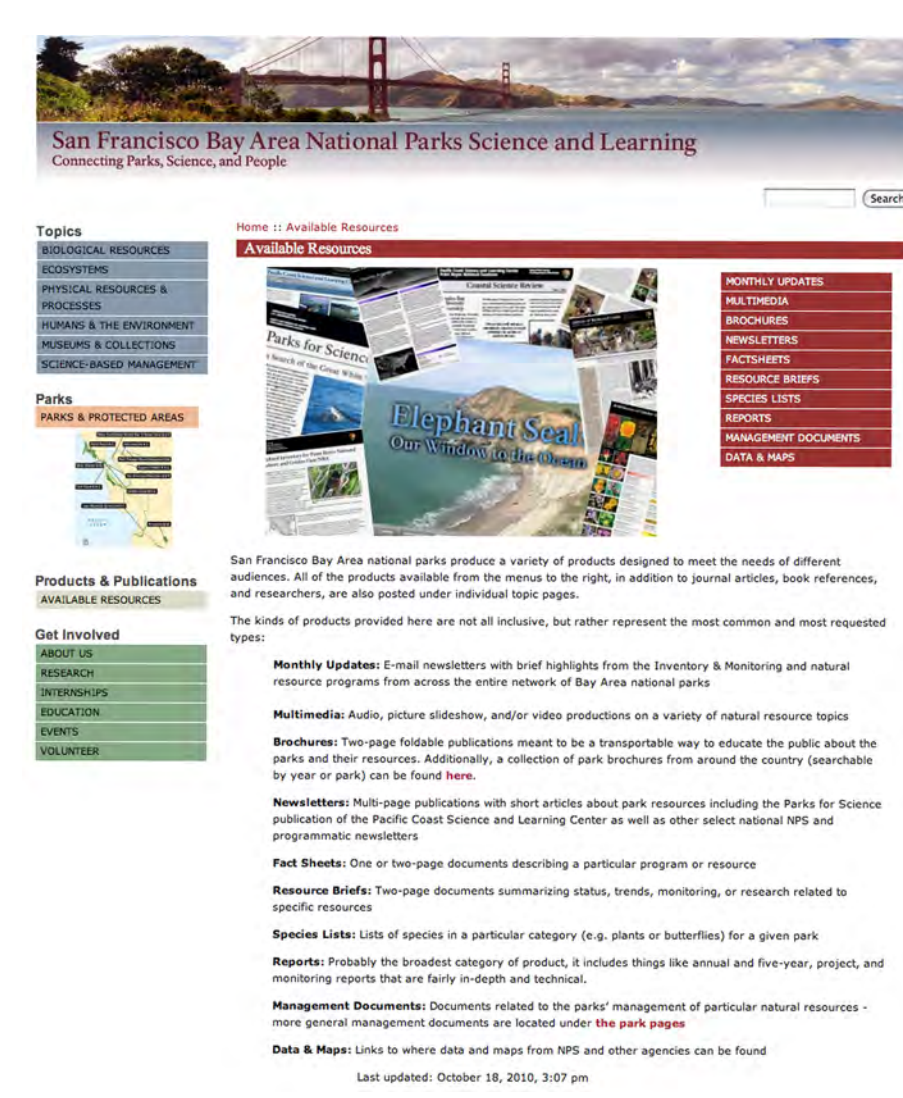 San Francisco Bay Area National Parks Science and Learning
Connecting Parks, Science, and People
Search
Topics
BIOLOGICAL RESOURCES
ECOSYSTEMS
PHYSICAL RESOURCES &
PROCESSES
HUMANS & THE ENVIRONMENT
MUSEUMS & COLLECTIONS
SCIENCE-BASED MANAGEMENT
Parks
PARKS & PROTECTED AREAS
Products & Publications
AVAILABLE RESOURCES
Get Involved
ABOUT US
RESEARCH
INTERNSHIPS
EDUCATION
EVENTS
VOLUNTEER
Home :: Available Resources
Available Resources
Coastal Science Review
Parks for Science
Search of the Great White
Elephant Seal
Our Window to the Ocean
MONTHLY UPDATES
MULTIMEDIA
BROCHURES
NEWSLETTERS
FACTSHEETS
RESOURCE BRIEFS
SPECIES LISTS
REPORTS
MANAGEMENT DOCUMENTS
DATA & MAPS
San Francisco Bay Area national parks produce a variety of products designed to meet the needs of different
audiences. All of the products available from the menus to the right, in addition to journal articles, book references,
and researchers, are also posted under individual topic pages.
The kinds of products provided here are not all inclusive, but rather represent the most common and most requested
types:
Monthly Updates: E-mail newsletters with brief highlights from the Inventory & Monitoring and natural
resource programs from across the entire network of Bay Area national parks
Multimedia: Audio, picture slideshow, and/or video productions on a variety of natural resource topics
Brochures: Two-page foldable publications meant to be a transportable way to educate the public about the
parks and their resources. Additionally, a collection of park brochures from around the country (searchable
by year or park) can be found here.
Newsletters: Multi-page publications with short articles about park resources including the Parks for Science
publication of the Pacific Coast Science and Learning Center as well as other select national NPS and
programmatic newsletters
Fact Sheets: One or two-page documents describing a particular program or resource
Resource Briefs: Two-page documents summarizing status, trends, monitoring, or research related to
specific resources
Species Lists: Lists of species in a particular category (e.g. plants or butterflies) for a given park
Reports: Probably the broadest category of product, it includes things like annual and five-year, project, and
monitoring reports that are fairly in-depth and technical.
Management Documents: Documents related to the parks' management of particular natural resources -
more general management documents are located under the park pages
Data & Maps: Links to where data and maps from NPS and other agencies can be found
Last updated: October 18, 2010, 3:07 pm